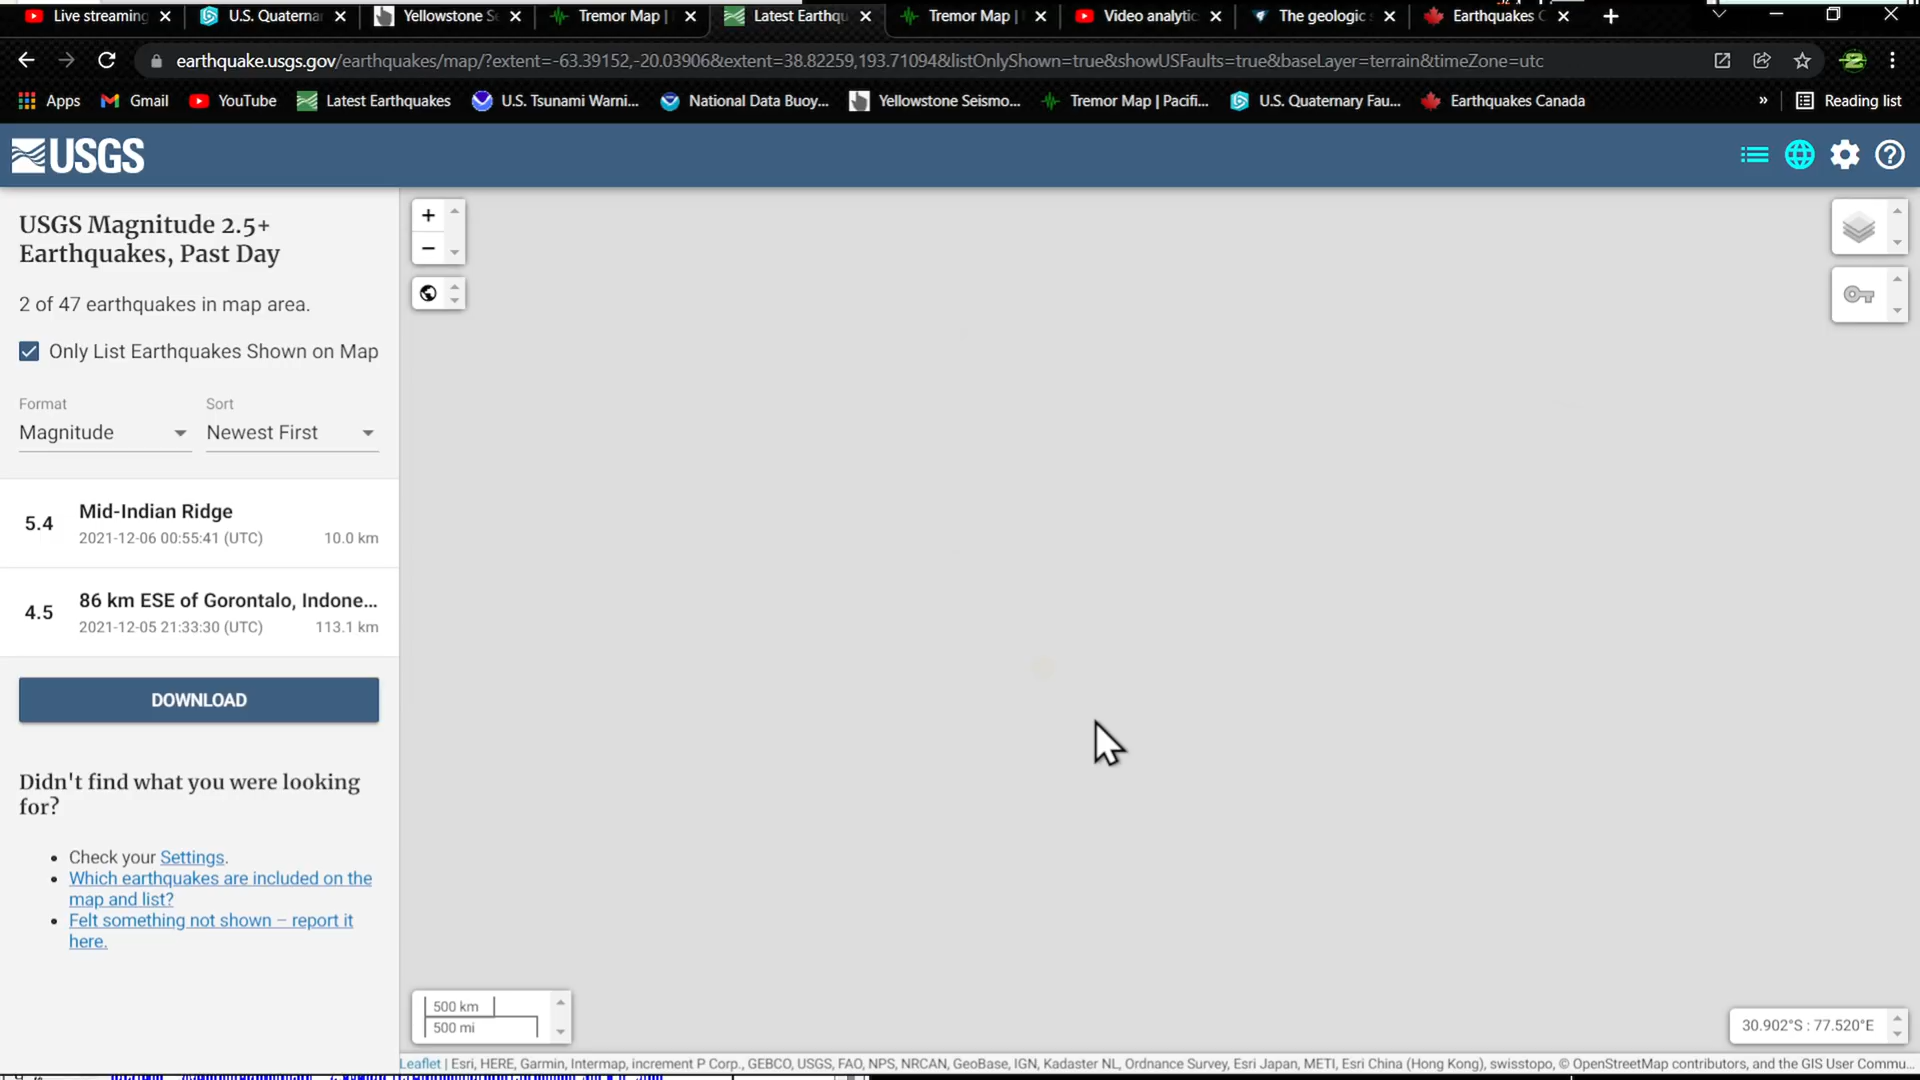 Live streaming
U.S. Quaterna
Yellowstone S
Tremor Map |
Latest Earthqu
Tremor Map |
Video analytic
The geologic
Earthquakes C
earthquake.usgs.gov/earthquakes/map/?extent=-63.39152,-20.03906&extent=38.82259,193.71094&listOnlyShown=true&showUSFaults=true&baseLayer=terrain&timeZone=utc
Apps
Gmail
YouTube
Latest Earthquakes
U.S. Tsunami Warni...
National Data Buoy...
Yellowstone Seismo...
Tremor Map | Pacifi...
U.S. Quaternary Fau...
Earthquakes Canada
»
Reading list
USGS
USGS Magnitude 2.5+
Earthquakes, Past Day
2 of 47 earthquakes in map area.
Only List Earthquakes Shown on Map
Format
Sort
Magnitude
Newest First
5.4
Mid-Indian Ridge
2021-12-06 00:55:41 (UTC)
10.0 km
4.5
86 km ESE of Gorontalo, Indone...
2021-12-05 21:33:30 (UTC)
113.1 km
DOWNLOAD
Didn't find what you were looking
for?
• Check your Settings.
• Which earthquakes are included on the
map and list?
• Felt something not shown – report it
here.
+
−
500 km
500 mi
30.902°S : 77.520°E
Leaflet | Esri, HERE, Garmin, Intermap, increment P Corp., GEBCO, USGS, FAO, NPS, NRCAN, GeoBase, IGN, Kadaster NL, Ordnance Survey, Esri Japan, METI, Esri China (Hong Kong), swisstopo, © OpenStreetMap contributors, and the GIS User Commu...